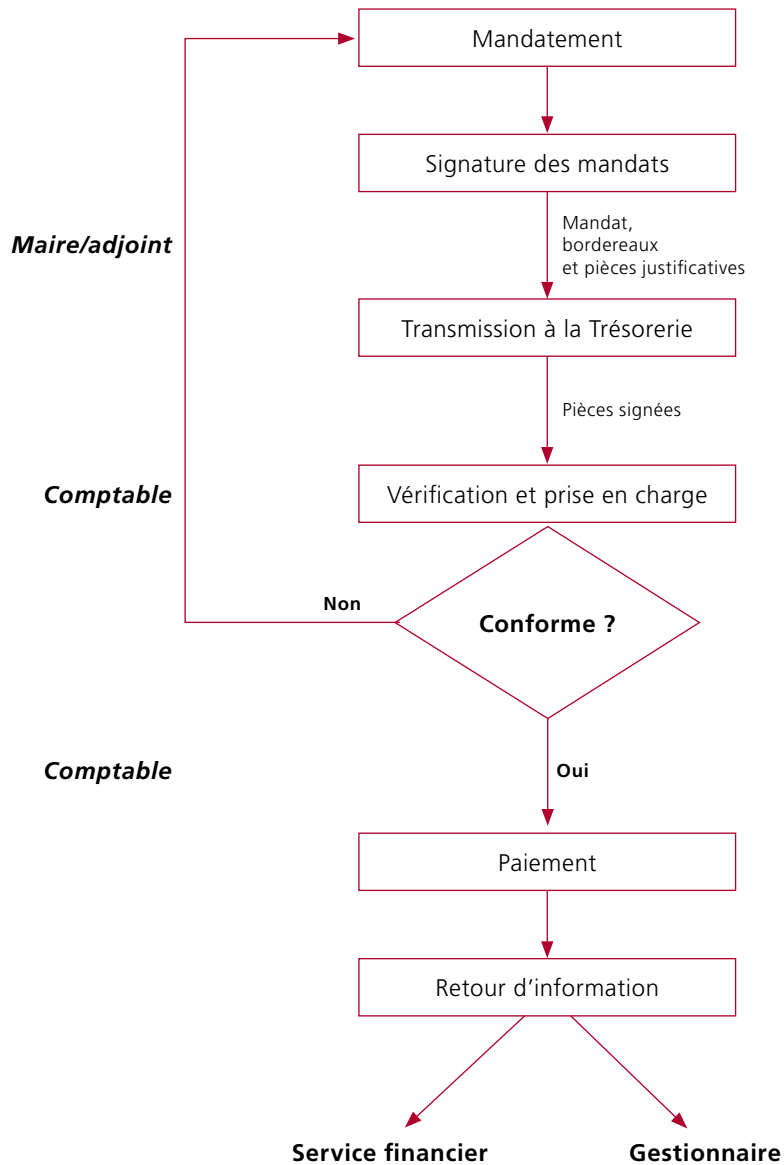 Mandatement
Signature des mandats
Maire/adjoint
Mandat,
bordereaux
et pièces justificatives
Transmission à la Trésorerie
Pièces signées
Comptable
Vérification et prise en charge
Non
Conforme ?
Comptable
Oui
Paiement
Retour d’information
Service financier
Gestionnaire